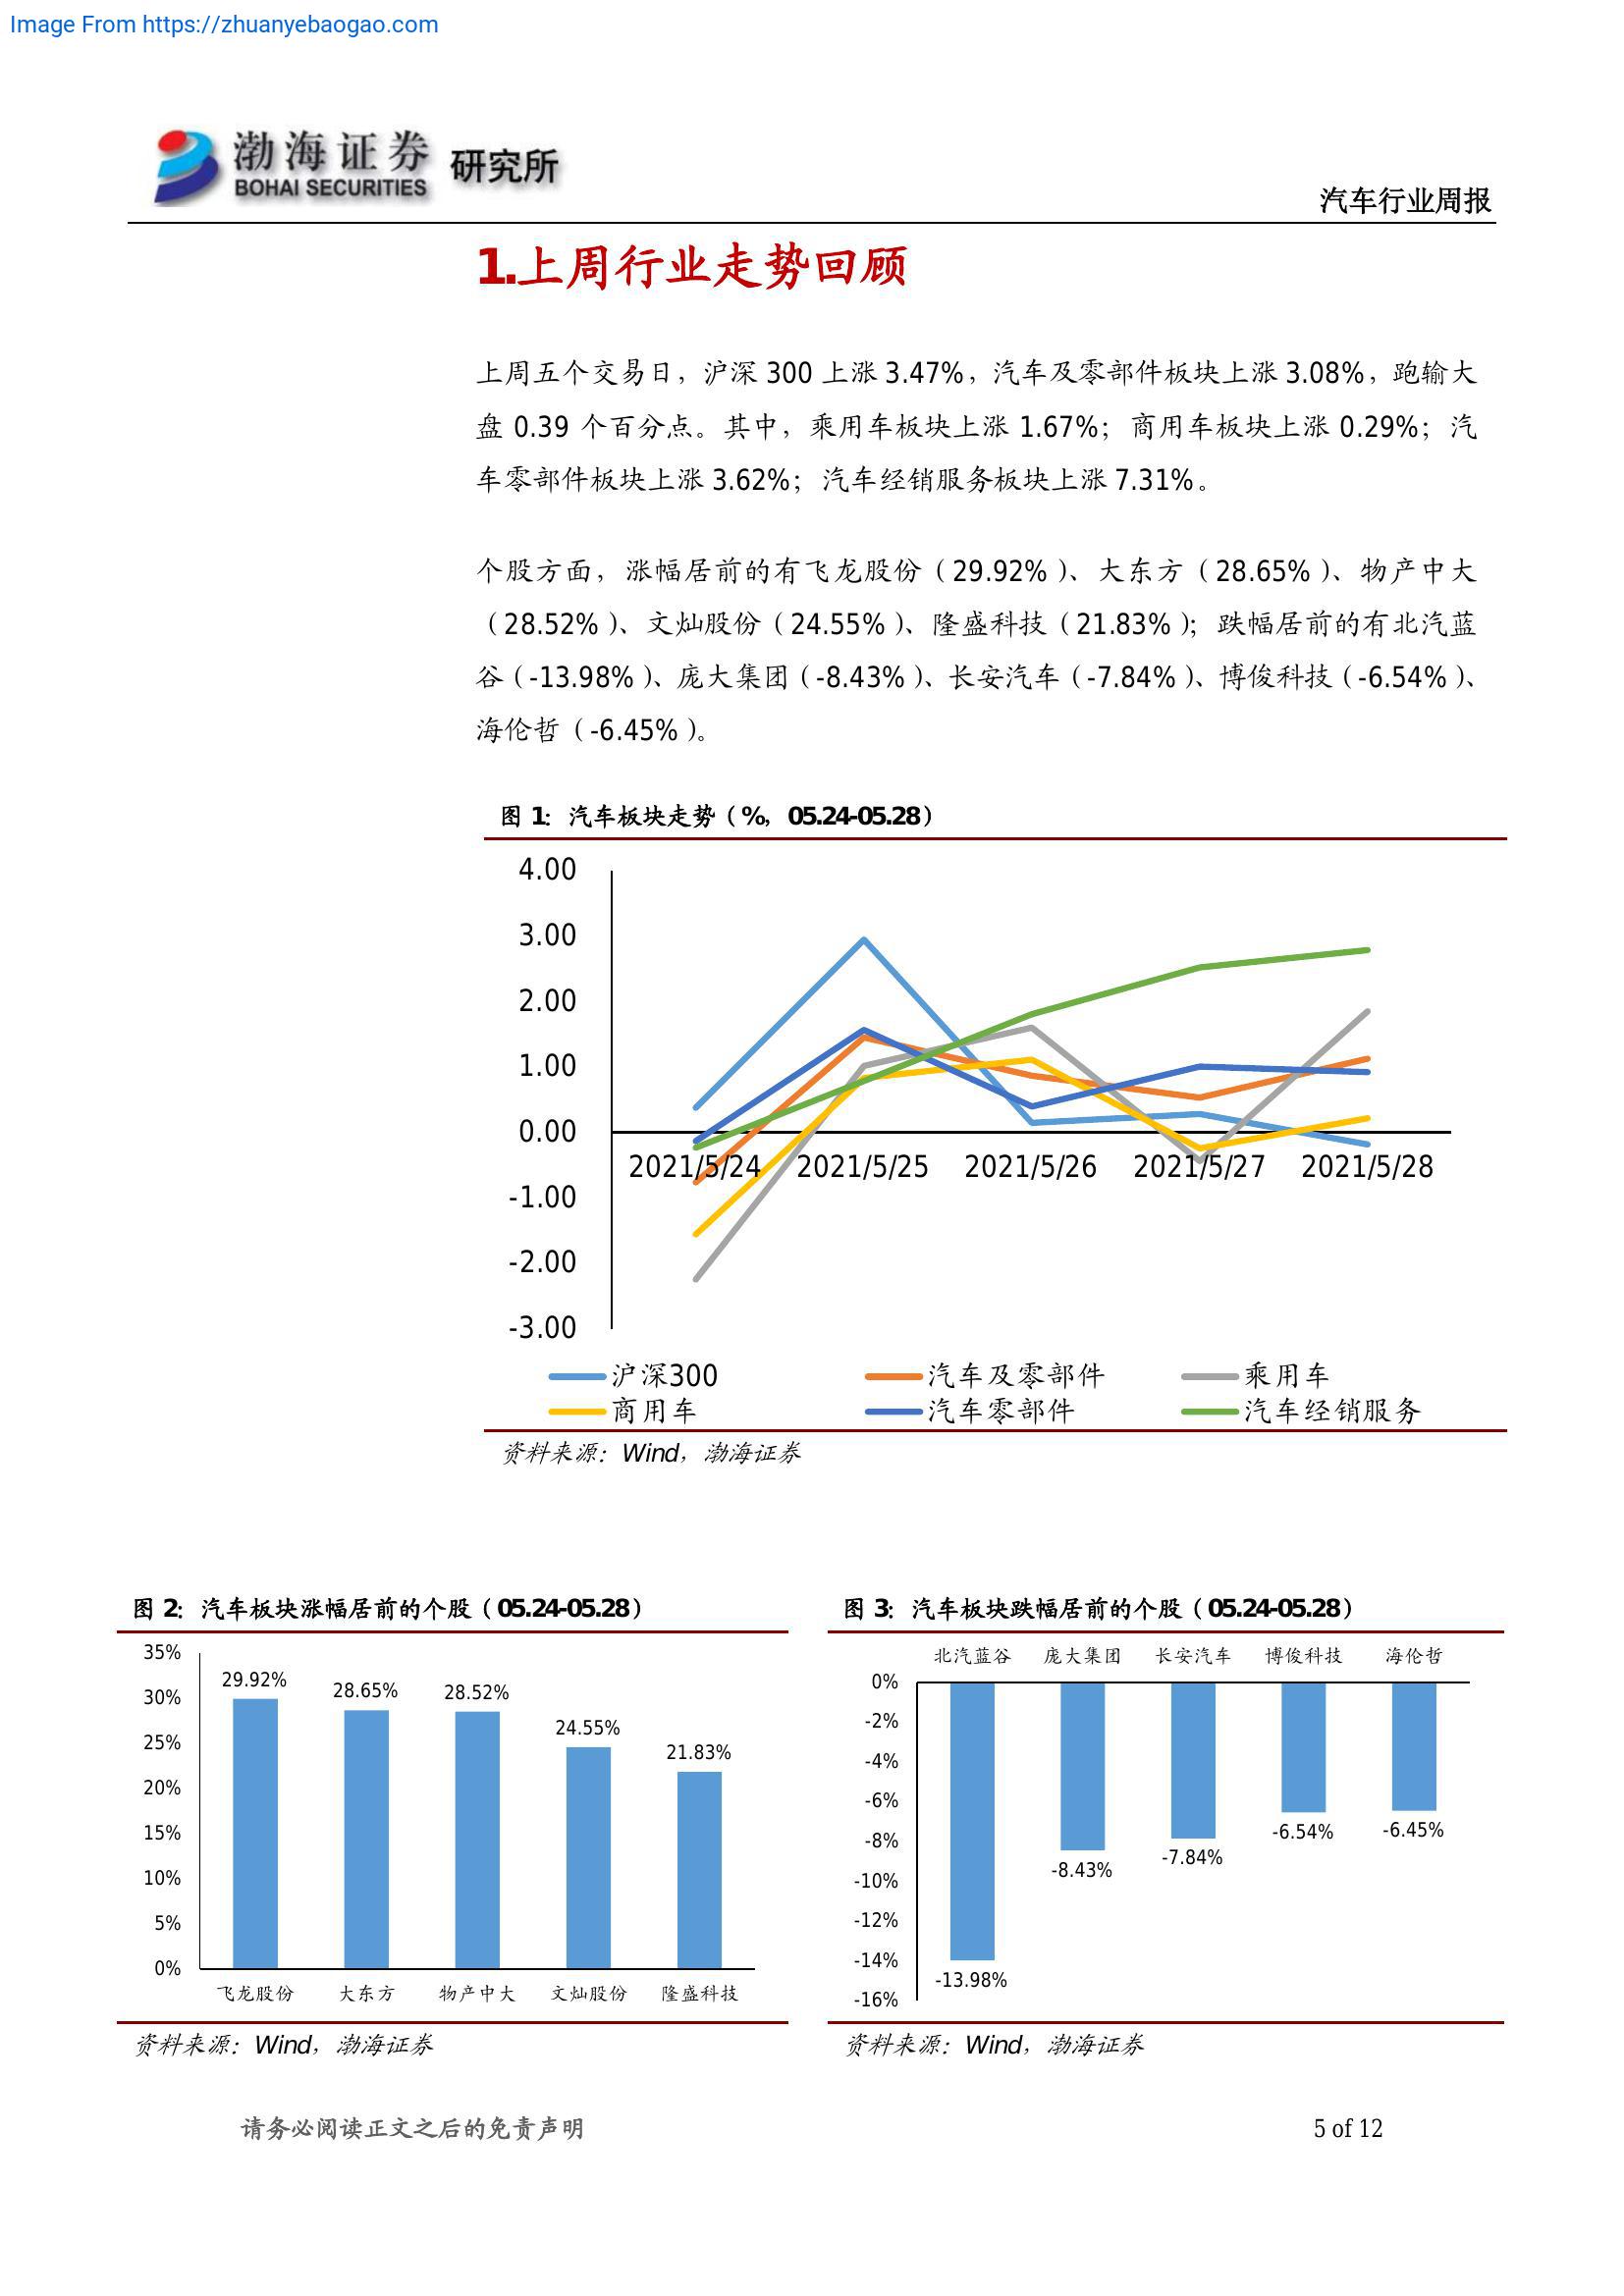 Image From https://zhuanyebaogao.com
渤海证券 研究所
BOHAI SECURITIES
汽车行业周报
1.上周行业走势回顾
上周五个交易日，沪深 300 上涨 3.47%，汽车及零部件板块上涨 3.08%，跑输大
盘 0.39 个百分点。其中，乘用车板块上涨 1.67%；商用车板块上涨 0.29%；汽
车零部件板块上涨 3.62%；汽车经销服务板块上涨 7.31%。
个股方面，涨幅居前的有飞龙股份（29.92%）、大东方（28.65%）、物产中大
（28.52%）、文灿股份（24.55%）、隆盛科技（21.83%）；跌幅居前的有北汽蓝
谷（-13.98%）、庞大集团（-8.43%）、长安汽车（-7.84%）、博俊科技（-6.54%）、
海伦哲（-6.45%）。
图 1：汽车板块走势（%，05.24-05.28）
4.00
3.00
2.00
1.00
0.00
2021/5/24 2021/5/25 2021/5/26 2021/5/27 2021/5/28
-1.00
-2.00
-3.00
沪深300 汽车及零部件 乘用车
商用车 汽车零部件 汽车经销服务
资料来源：Wind，渤海证券
图 2：汽车板块涨幅居前的个股（05.24-05.28）
35%
30%
25%
20%
15%
10%
5%
0%
29.92%
28.65%
28.52%
24.55%
21.83%
飞龙股份 大东方 物产中大 文灿股份 隆盛科技
资料来源：Wind，渤海证券
图 3：汽车板块跌幅居前的个股（05.24-05.28）
北汽蓝谷 庞大集团 长安汽车 博俊科技 海伦哲
0%
-2%
-4%
-6%
-8%
-10%
-12%
-14%
-16%
-13.98%
-8.43%
-7.84%
-6.54%
-6.45%
资料来源：Wind，渤海证券
请务必阅读正文之后的免责声明
5 of 12